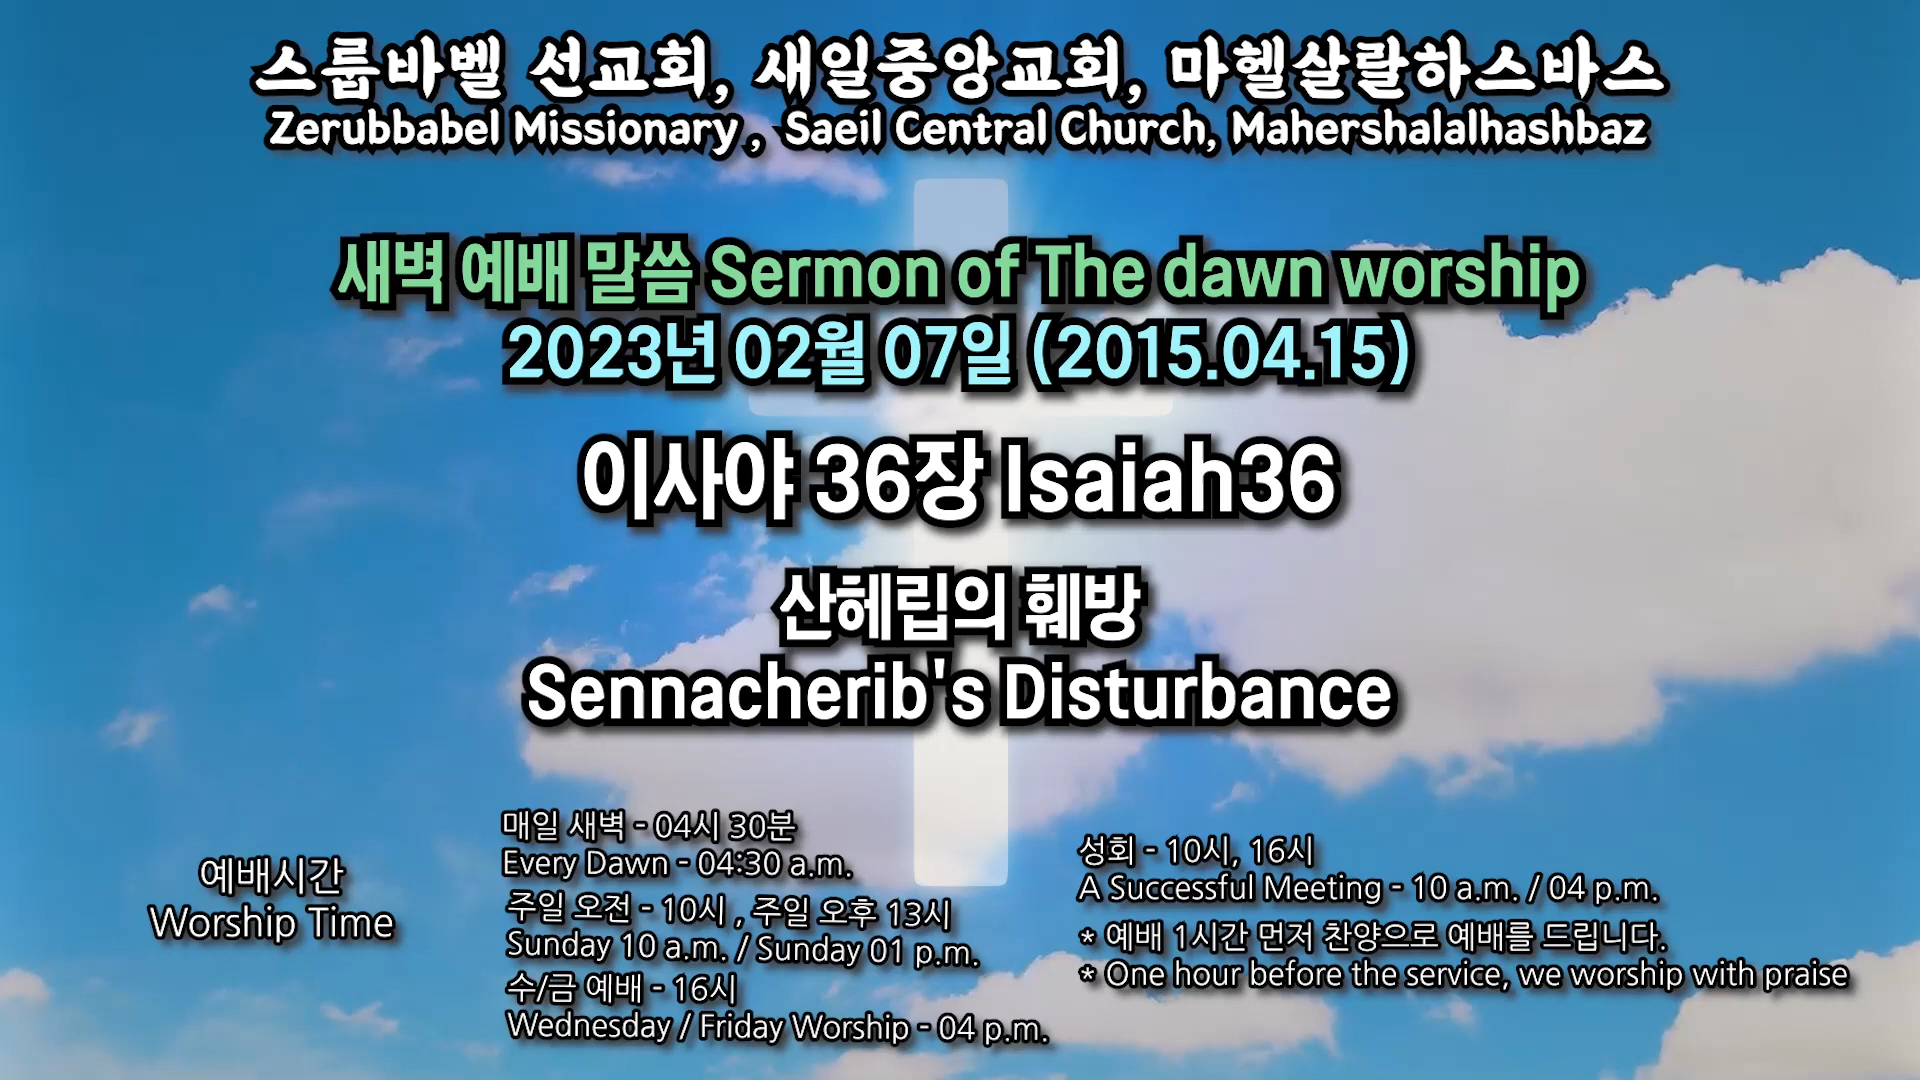 스룹바벨 선교회, 새일중앙교회, 마헬살랄하스바스
Zerubbabel Missionary , Saeil Central Church, Mahershalalhashbaz
새벽 예배 말씀 Sermon of The dawn worship
2023년 02월 07일 (2015.04.15)
이사야 36장 Isaiah36
산헤립의 훼방
Sennacherib's Disturbance
예배시간
Worship Time
매일 새벽 - 04시 30분
Every Dawn - 04:30 a.m.
주일 오전 - 10시 , 주일 오후 13시
Sunday 10 a.m. / Sunday 01 p.m.
수/금 예배 - 16시
Wednesday / Friday Worship - 04 p.m.
성회 - 10시, 16시
A Successful Meeting - 10 a.m. / 04 p.m.
* 예배 1시간 먼저 찬양으로 예배를 드립니다.
* One hour before the service, we worship with praise